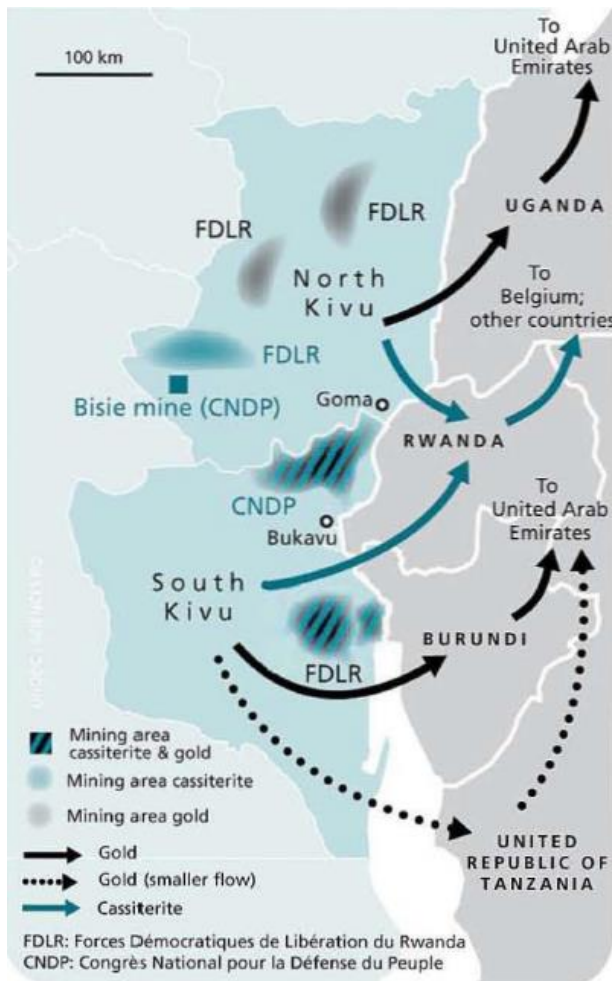 100 km
To
United Arab
Emirates
FDLR
UGANDA
FDLR
North
Kivu
To
Belgium;
other countries
FDLR
Bisie mine (CNDP)
Goma
RWANDA
CNDP
To
United Arab
Emirates
Bukavu
South
Kivu
BURUNDI
FDLR
Mining area
cassiterite & gold
Mining area cassiterite
Mining area gold
UNITED
REPUBLIC OF
TANZANIA
Gold
Gold (smaller flow)
Cassiterite
FDLR: Forces Démocratiques de Libération du Rwanda
CNDP: Congrès National pour la Défense du Peuple